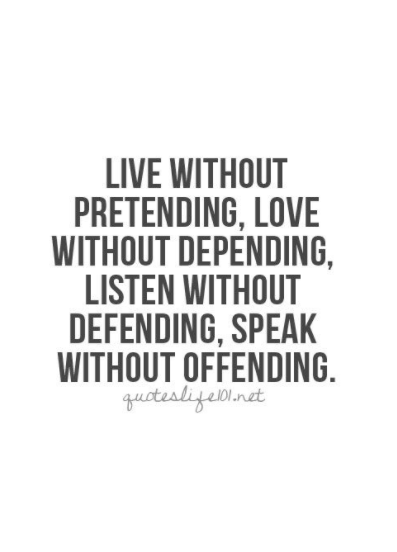 LIVE WITHOUT
PRETENDING, LOVE
WITHOUT DEPENDING,
LISTEN WITHOUT
DEFENDING, SPEAK
WITHOUT OFFENDING.
quoteslife101.net